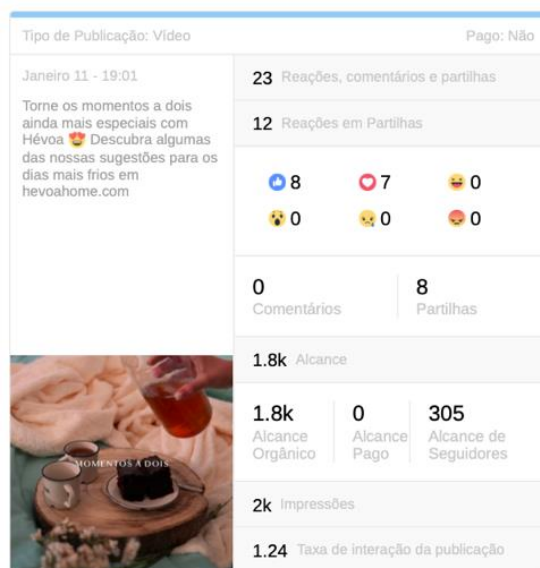 Tipo de Publicação: Vídeo
Pago: Não
Janeiro 11 - 19:01
Torne os momentos a dois
ainda mais especiais com
Hévoa 😍 Descubra algumas
das nossas sugestões para os
dias mais frios em
hevoahome.com
MOMENTOS A DOIS
23 Reações, comentários e partilhas
12 Reações em Partilhas
8 7 0
0 0 0
0 8
Comentários Partilhas
1.8k Alcance
1.8k 0 305
Alcance Alcance Alcance de
Orgânico Pago Seguidores
2k Impressões
1.24 Taxa de interação da publicação